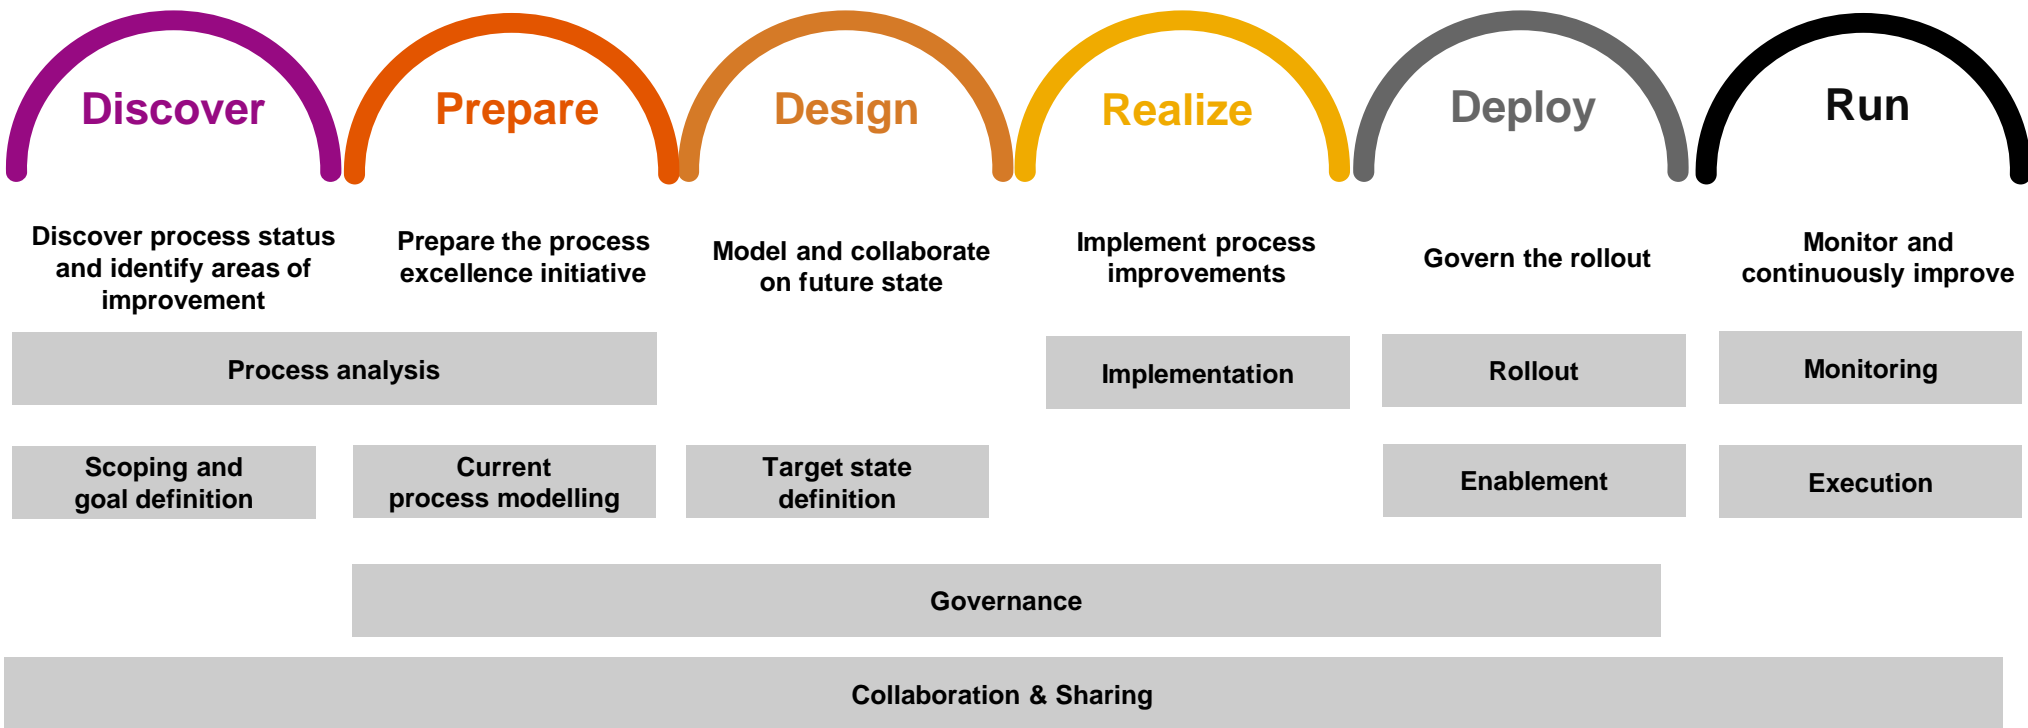 Discover
Prepare
Design
Realize
Deploy
Run
Discover process status
and identify areas of
improvement
Prepare the process
excellence initiative
Model and collaborate
on future state
Implement process
improvements
Govern the rollout
Monitor and
continuously improve
Process analysis
Implementation
Rollout
Monitoring
Scoping and
goal definition
Current
process modelling
Target state
definition
Enablement
Execution
Governance
Collaboration & Sharing